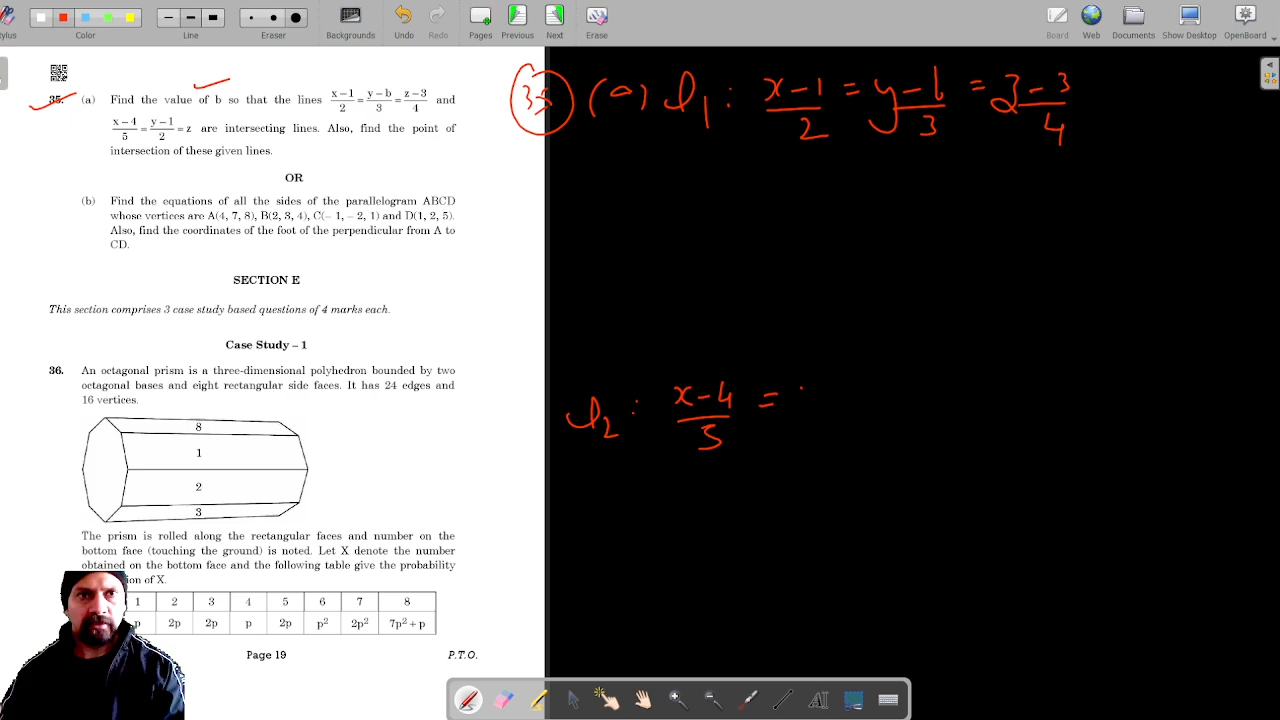 Stylus
Color
Line
Eraser
Backgrounds
Undo
Redo
Pages
Previous
Next
Erase
Board
Web
Documents
Show Desktop
OpenBoard
35. (a) Find the value of b so that the lines x−1/2 = y−b/3 = z−3/4 and
x−4/5 = y−1/2 = z are intersecting lines. Also, find the point of
intersection of these given lines.
OR
(b) Find the equations of all the sides of the parallelogram ABCD
whose vertices are A(4, 7, 8), B(2, 3, 4), C(– 1, – 2, 1) and D(1, 2, 5).
Also, find the coordinates of the foot of the perpendicular from A to
CD.
SECTION E
This section comprises 3 case study based questions of 4 marks each.
Case Study – 1
36. An octagonal prism is a three-dimensional polyhedron bounded by two
octagonal bases and eight rectangular side faces. It has 24 edges and
16 vertices.
8
1
2
3
The prism is rolled along the rectangular faces and number on the
bottom face (touching the ground) is noted. Let X denote the number
obtained on the bottom face and the following table give the probability
ion of X.
1 2 3 4 5 6 7 8
p 2p 2p p 2p p² 2p² 7p² + p
Page 19
P.T.O.
35 (a) l₁ : x−1/2 = y−b/3 = z−3/4
l₂ : x−4/5 =